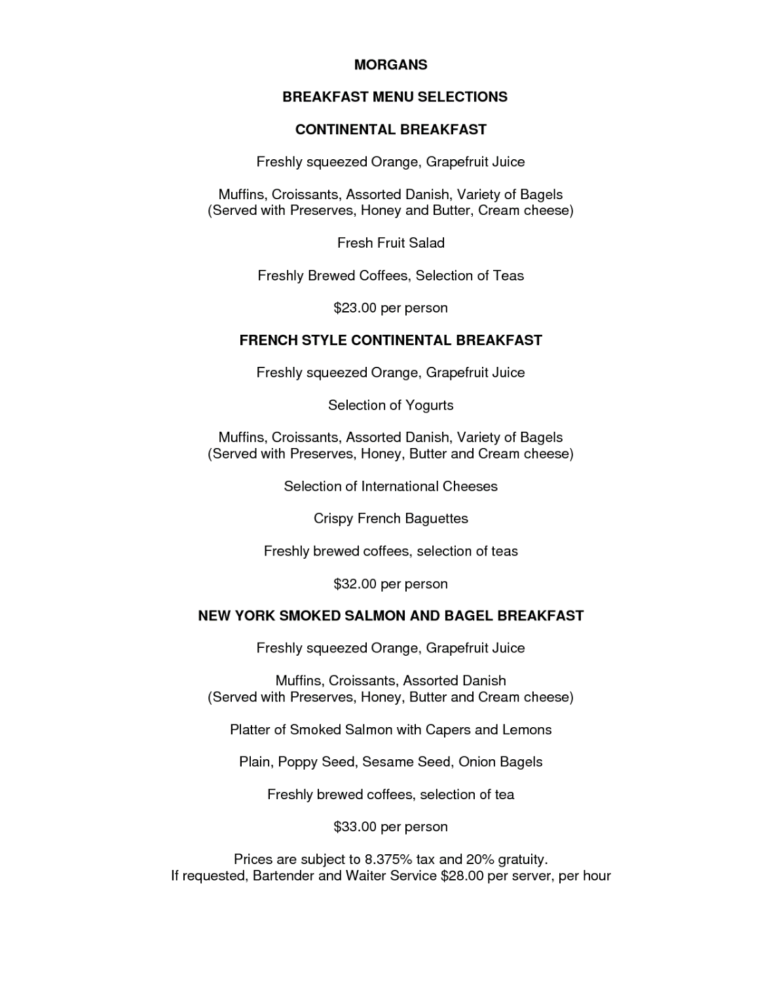 MORGANS
BREAKFAST MENU SELECTIONS
CONTINENTAL BREAKFAST
Freshly squeezed Orange, Grapefruit Juice
Muffins, Croissants, Assorted Danish, Variety of Bagels
(Served with Preserves, Honey and Butter, Cream cheese)
Fresh Fruit Salad
Freshly Brewed Coffees, Selection of Teas
$23.00 per person
FRENCH STYLE CONTINENTAL BREAKFAST
Freshly squeezed Orange, Grapefruit Juice
Selection of Yogurts
Muffins, Croissants, Assorted Danish, Variety of Bagels
(Served with Preserves, Honey, Butter and Cream cheese)
Selection of International Cheeses
Crispy French Baguettes
Freshly brewed coffees, selection of teas
$32.00 per person
NEW YORK SMOKED SALMON AND BAGEL BREAKFAST
Freshly squeezed Orange, Grapefruit Juice
Muffins, Croissants, Assorted Danish
(Served with Preserves, Honey, Butter and Cream cheese)
Platter of Smoked Salmon with Capers and Lemons
Plain, Poppy Seed, Sesame Seed, Onion Bagels
Freshly brewed coffees, selection of tea
$33.00 per person
Prices are subject to 8.375% tax and 20% gratuity.
If requested, Bartender and Waiter Service $28.00 per server, per hour